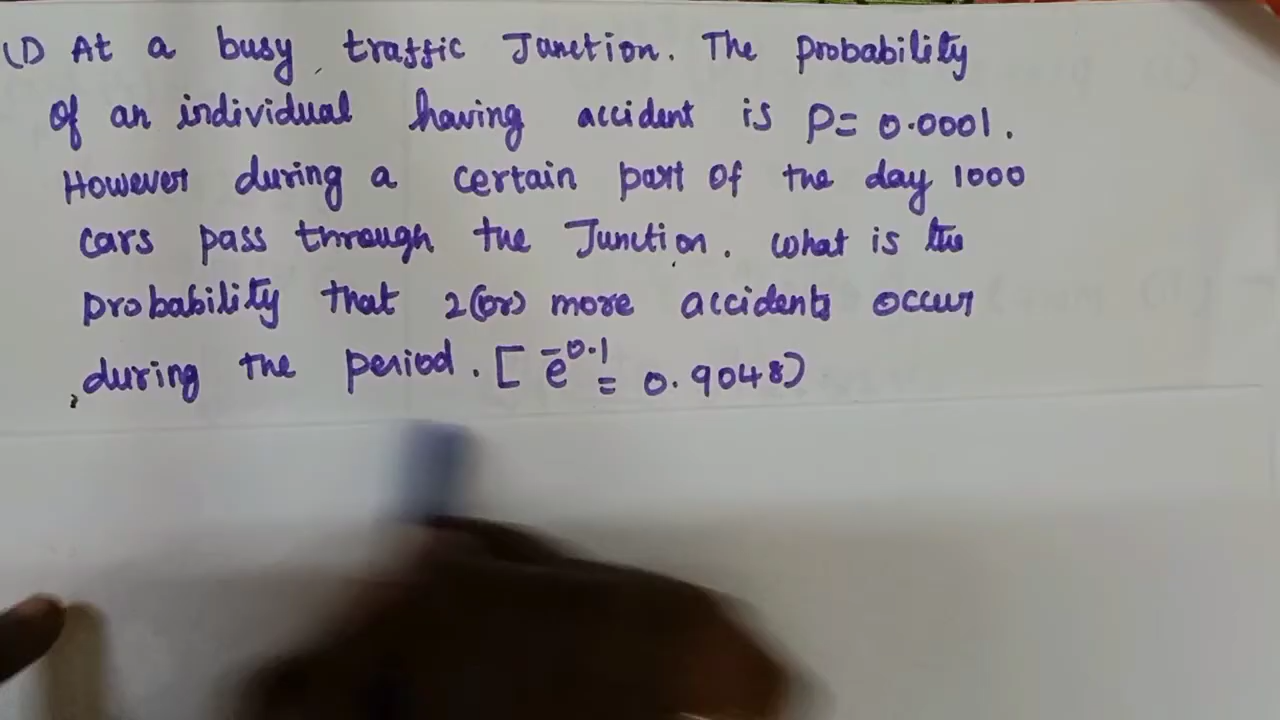 (1) At a busy traffic Junction. The probability
of an individual having accident is P= 0.0001.
However during a certain part of the day 1000
cars pass through the Junction. What is the
probability that 2(or) more accidents occur
during the period. [ e^-0.1 = 0.9048)